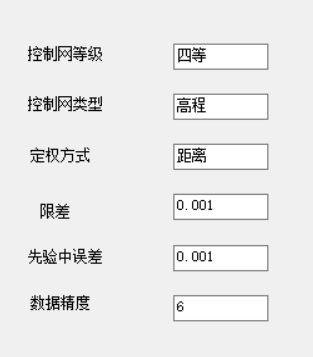 控制网等级 四等
控制网类型 高程
定权方式 距离
限差 0.001
先验中误差 0.001
数据精度 6